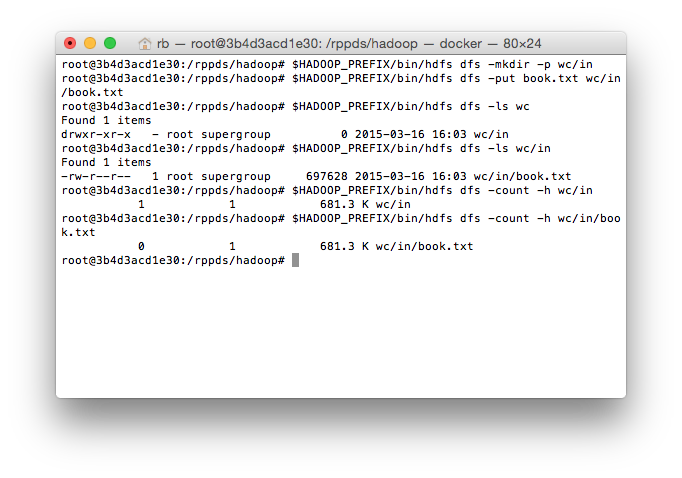 rb — root@3b4d3acd1e30: /rppds/hadoop — docker — 80×24
root@3b4d3acd1e30:/rppds/hadoop# $HADOOP_PREFIX/bin/hdfs dfs -mkdir -p wc/in
root@3b4d3acd1e30:/rppds/hadoop# $HADOOP_PREFIX/bin/hdfs dfs -put book.txt wc/in
/book.txt
root@3b4d3acd1e30:/rppds/hadoop# $HADOOP_PREFIX/bin/hdfs dfs -ls wc
Found 1 items
drwxr-xr-x   - root supergroup          0 2015-03-16 16:03 wc/in
root@3b4d3acd1e30:/rppds/hadoop# $HADOOP_PREFIX/bin/hdfs dfs -ls wc/in
Found 1 items
-rw-r--r--   1 root supergroup     697628 2015-03-16 16:03 wc/in/book.txt
root@3b4d3acd1e30:/rppds/hadoop# $HADOOP_PREFIX/bin/hdfs dfs -count -h wc/in
           1            1            681.3 K wc/in
root@3b4d3acd1e30:/rppds/hadoop# $HADOOP_PREFIX/bin/hdfs dfs -count -h wc/in/boo
k.txt
           0            1            681.3 K wc/in/book.txt
root@3b4d3acd1e30:/rppds/hadoop#